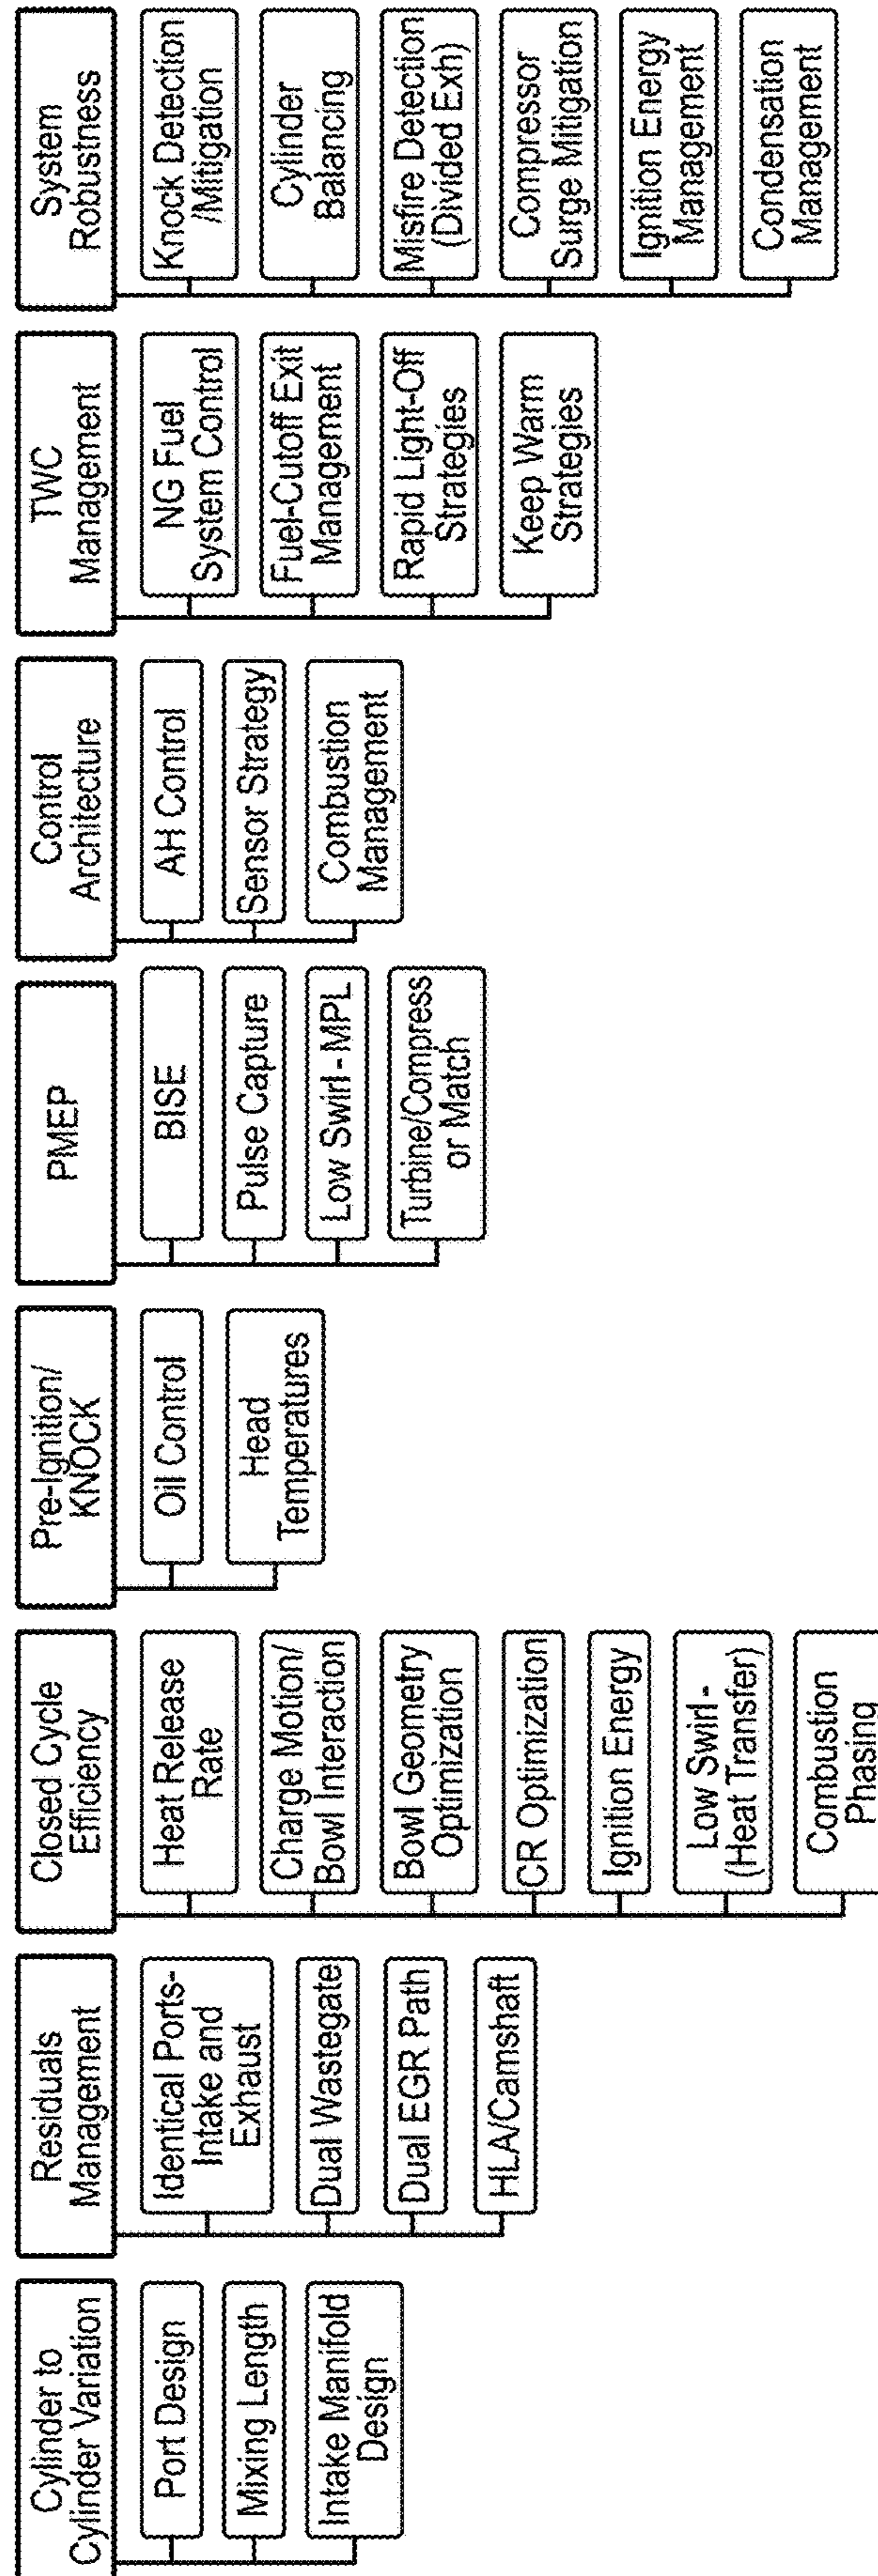 Cylinder to
Cylinder Variation
Port Design
Mixing Length
Intake Manifold
Design
Residuals
Management
Identical Ports-
Intake and
Exhaust
Dual Wastegate
Dual EGR Path
HLA/Camshaft
Closed Cycle
Efficiency
Heat Release
Rate
Charge Motion/
Bowl Interaction
Bowl Geometry
Optimization
CR Optimization
Ignition Energy
Low Swirl -
(Heat Transfer)
Combustion
Phasing
Pre-Ignition/
KNOCK
Oil Control
Head
Temperatures
PMEP
BISE
Pulse Capture
Low Swirl - MPL
Turbine/Compress
or Match
Control
Architecture
AH Control
Sensor Strategy
Combustion
Management
TWC
Management
NG Fuel
System Control
Fuel-Cutoff Exit
Management
Rapid Light-Off
Strategies
Keep Warm
Strategies
System
Robustness
Knock Detection
/Mitigation
Cylinder
Balancing
Misfire Detection
(Divided Exh)
Compressor
Surge Mitigation
Ignition Energy
Management
Condensation
Management